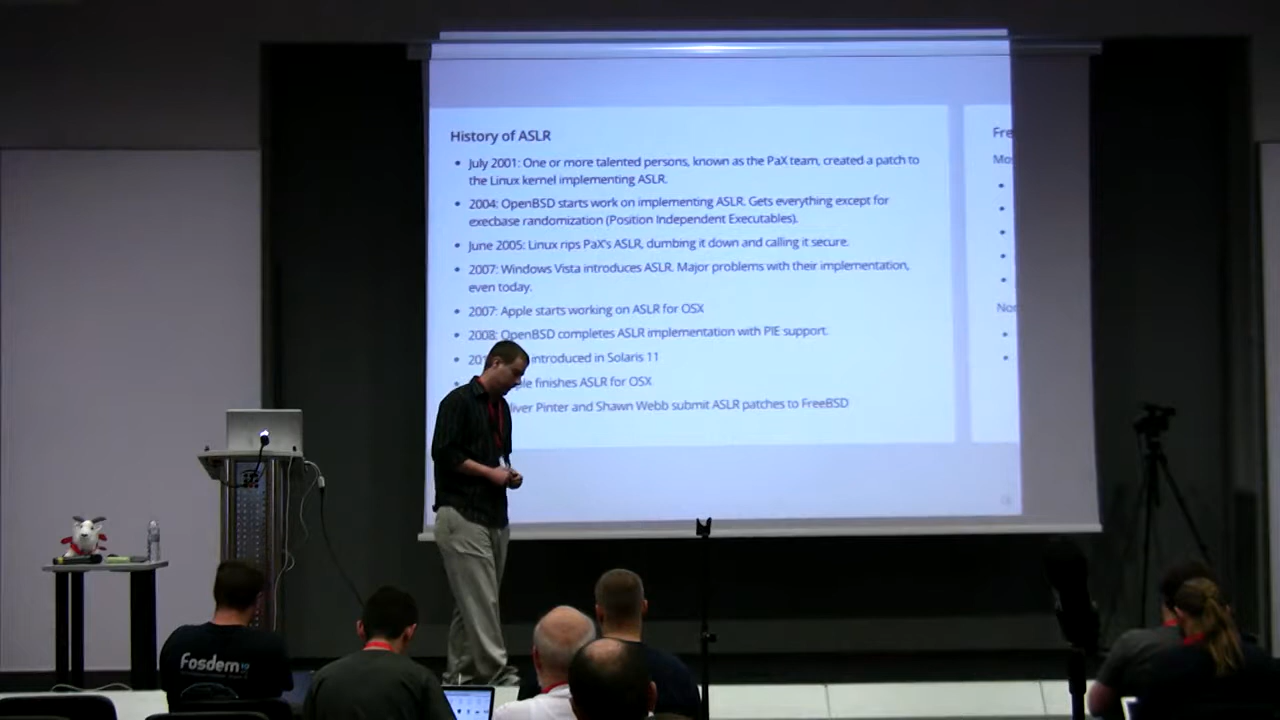 History of ASLR
• July 2001: One or more talented persons, known as the PaX team, created a patch to
the Linux kernel implementing ASLR.
• 2004: OpenBSD starts work on implementing ASLR. Gets everything except for
execbase randomization (Position Independent Executables).
• June 2005: Linux rips PaX's ASLR, dumbing it down and calling it secure.
• 2007: Windows Vista introduces ASLR. Major problems with their implementation,
even today.
• 2007: Apple starts working on ASLR for OSX
• 2008: OpenBSD completes ASLR implementation with PIE support.
• introduced in Solaris 11
• finishes ASLR for OSX
Pinter and Shawn Webb submit ASLR patches to FreeBSD
Fre
Mo
Fosdem